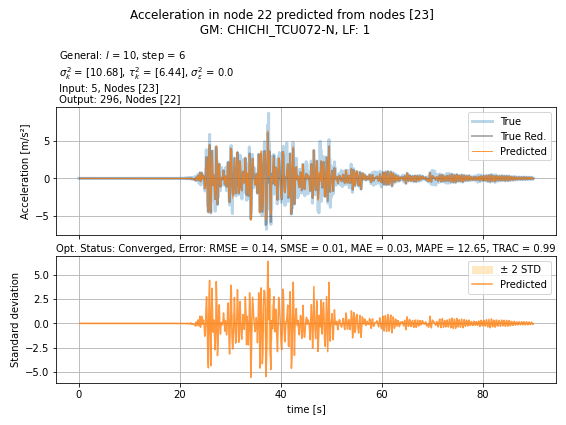 Acceleration in node 22 predicted from nodes [23]
GM: CHICHI_TCU072-N, LF: 1
General: l = 10, step = 6
σ²ₖ = [10.68], τ²ₖ = [6.44], σ²ε = 0.0
Input: 5, Nodes [23]
Output: 296, Nodes [22]
Acceleration [m/s²]
5
0
−5
True
True Red.
Predicted
Opt. Status: Converged, Error: RMSE = 0.14, SMSE = 0.01, MAE = 0.03, MAPE = 12.65, TRAC = 0.99
Standard deviation
5.0
2.5
0.0
−2.5
−5.0
± 2 STD
Predicted
0 20 40 60 80
time [s]